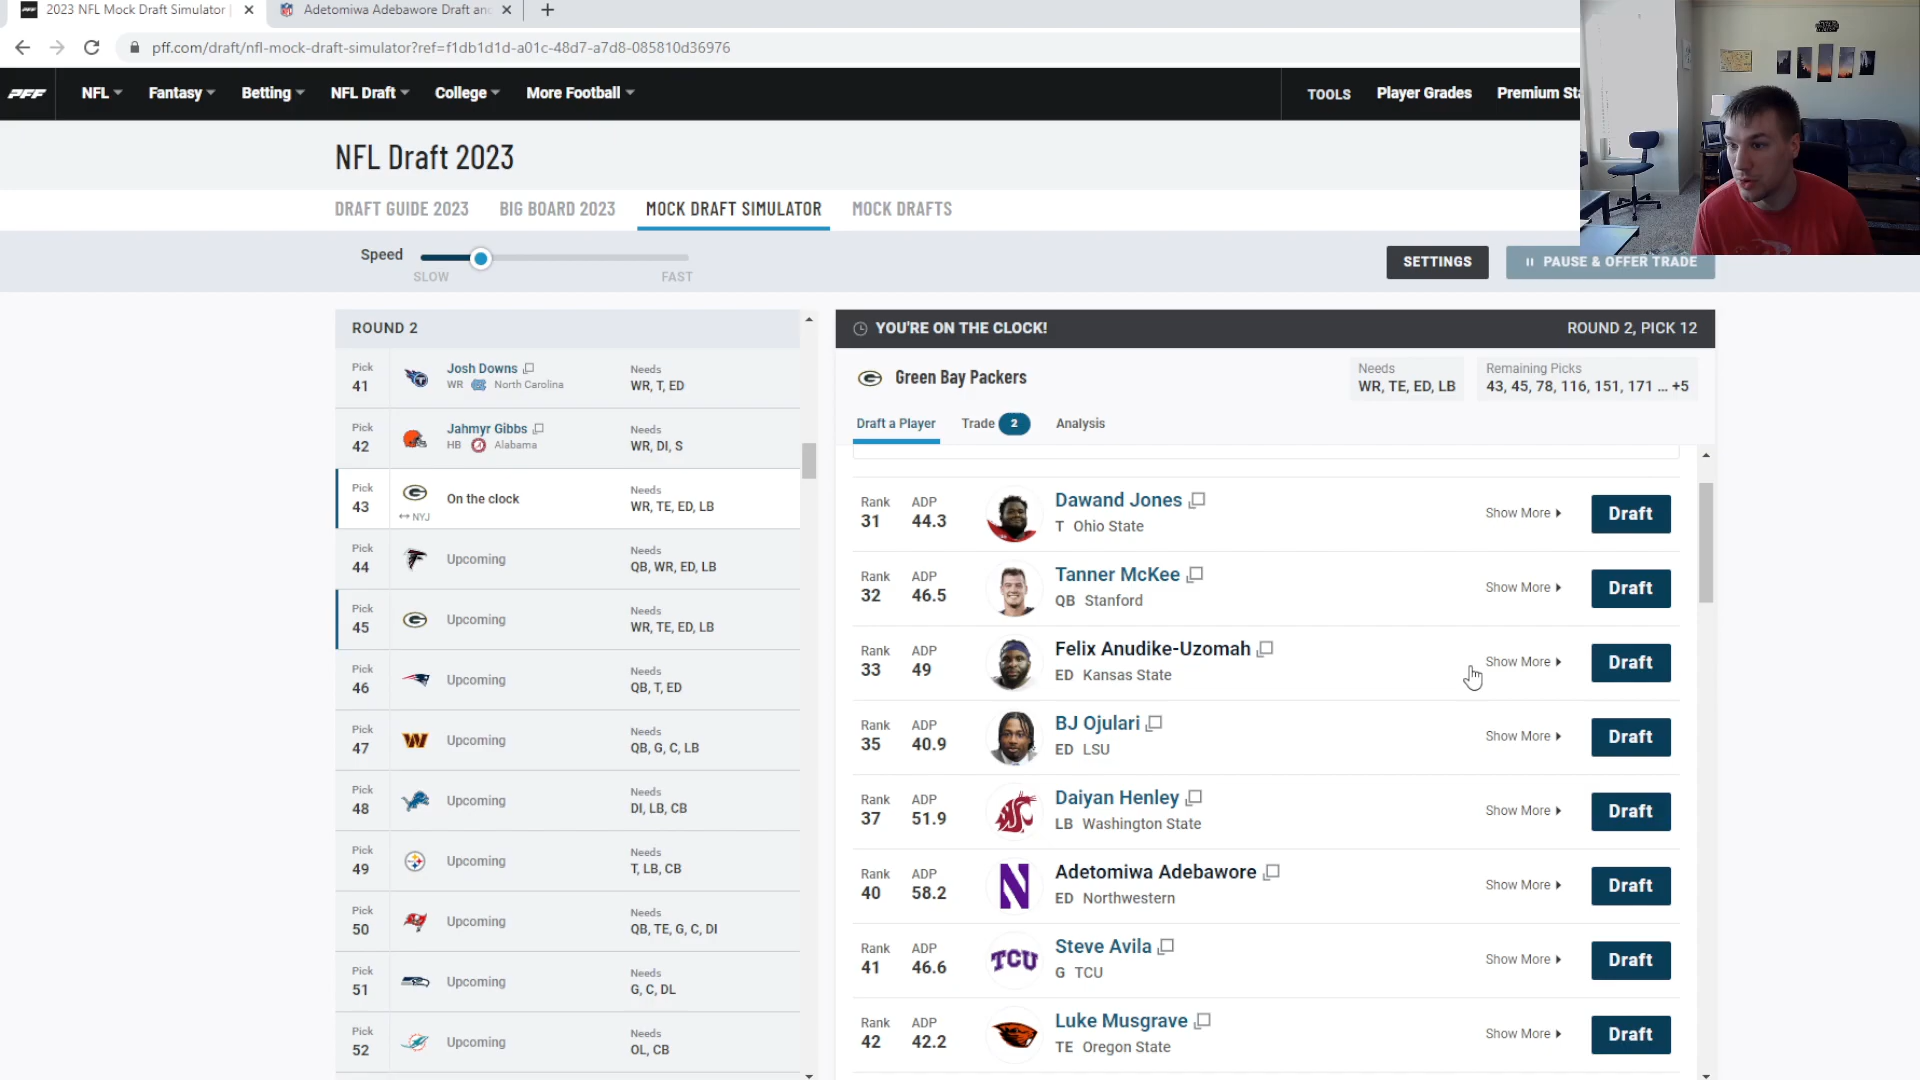 2023 NFL Mock Draft Simulator |
Adetomiwa Adebawore Draft an
pff.com/draft/nfl-mock-draft-simulator?ref=f1db1d1d-a01c-48d7-a7d8-085810d36976
PFF
NFL
Fantasy
Betting
NFL Draft
College
More Football
TOOLS
Player Grades
Premium Sta
NFL Draft 2023
DRAFT GUIDE 2023
BIG BOARD 2023
MOCK DRAFT SIMULATOR
MOCK DRAFTS
Speed
SLOW
FAST
SETTINGS
PAUSE & OFFER TRADE
ROUND 2
Pick
41
Josh Downs
WR North Carolina
Needs
WR, T, ED
Pick
42
Jahmyr Gibbs
HB Alabama
Needs
WR, DI, S
Pick
43
NYJ
On the clock
Needs
WR, TE, ED, LB
Pick
44
Upcoming
Needs
QB, WR, ED, LB
Pick
45
Upcoming
Needs
WR, TE, ED, LB
Pick
46
Upcoming
Needs
QB, T, ED
Pick
47
Upcoming
Needs
QB, G, C, LB
Pick
48
Upcoming
Needs
DI, LB, CB
Pick
49
Upcoming
Needs
T, LB, CB
Pick
50
Upcoming
Needs
QB, TE, G, C, DI
Pick
51
Upcoming
Needs
G, C, DL
Pick
52
Upcoming
Needs
OL, CB
YOU'RE ON THE CLOCK!
ROUND 2, PICK 12
Green Bay Packers
Needs
WR, TE, ED, LB
Remaining Picks
43, 45, 78, 116, 151, 171 ... +5
Draft a Player
Trade 2
Analysis
Rank
31
ADP
44.3
Dawand Jones
T Ohio State
Show More
Draft
Rank
32
ADP
46.5
Tanner McKee
QB Stanford
Show More
Draft
Rank
33
ADP
49
Felix Anudike-Uzomah
ED Kansas State
Show More
Draft
Rank
35
ADP
40.9
BJ Ojulari
ED LSU
Show More
Draft
Rank
37
ADP
51.9
Daiyan Henley
LB Washington State
Show More
Draft
Rank
40
ADP
58.2
N
Adetomiwa Adebawore
ED Northwestern
Show More
Draft
Rank
41
ADP
46.6
TCU
Steve Avila
G TCU
Show More
Draft
Rank
42
ADP
42.2
Luke Musgrave
TE Oregon State
Show More
Draft